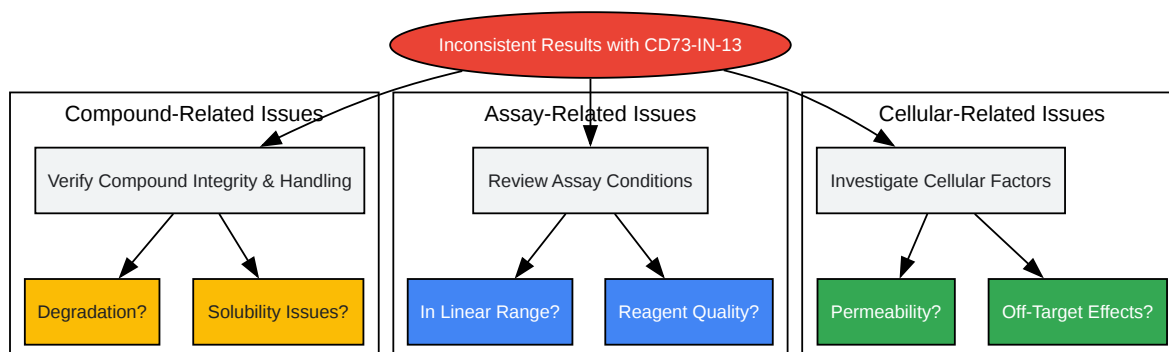 Inconsistent Results with CD73-IN-13
Compound-Related Issues
Assay-Related Issues
Cellular-Related Issues
Verify Compound Integrity & Handling
Review Assay Conditions
Investigate Cellular Factors
Degradation?
Solubility Issues?
In Linear Range?
Reagent Quality?
Permeability?
Off-Target Effects?